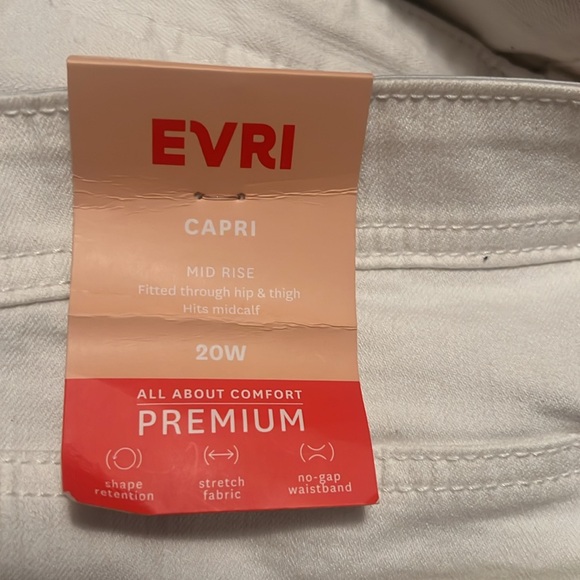 EVRI
CAPRI
MID RISE
Fitted through hip & thigh
Hits midcalf
20W
ALL ABOUT COMFORT
PREMIUM
shape retention
stretch fabric
no-gap waistband